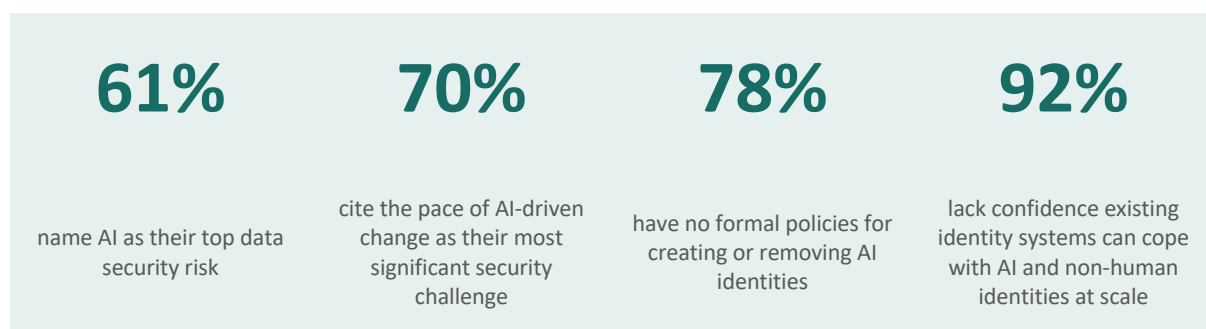 61%
name AI as their top data
security risk
70%
cite the pace of AI-driven
change as their most
significant security
challenge
78%
have no formal policies for
creating or removing AI
identities
92%
lack confidence existing
identity systems can cope
with AI and non-human
identities at scale